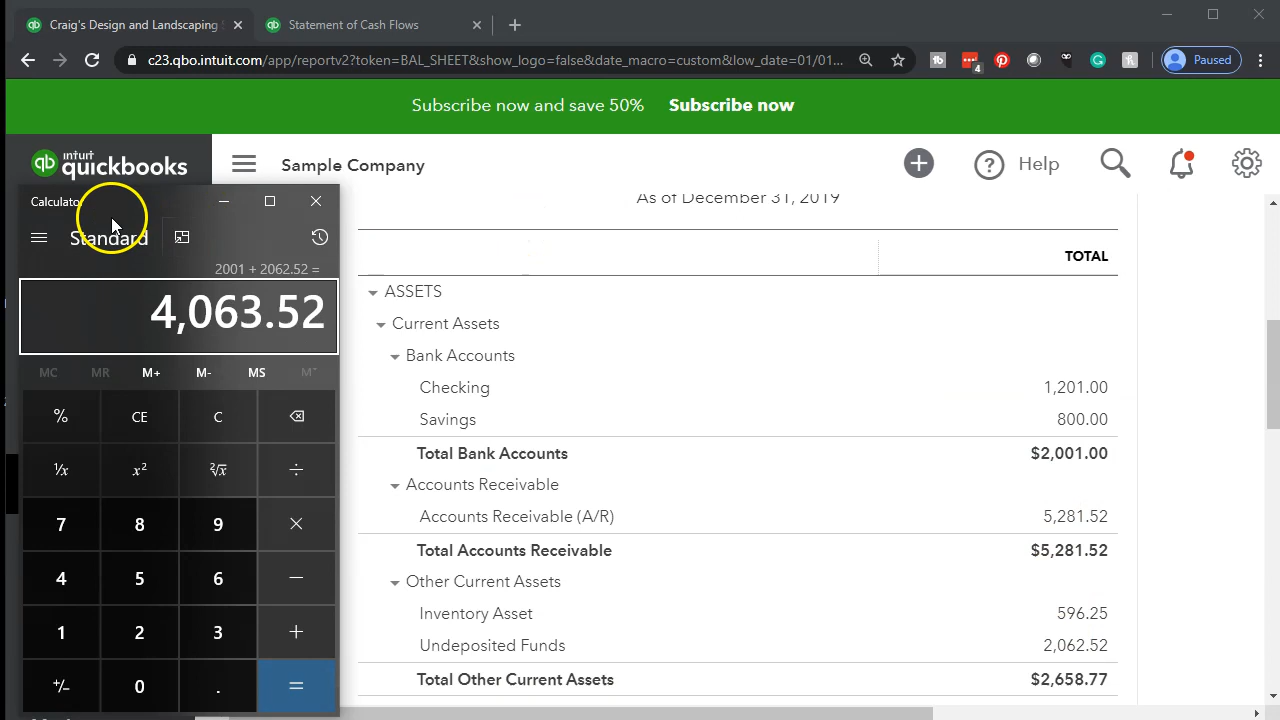 Craig's Design and Landscaping
Statement of Cash Flows
c23.qbo.intuit.com/app/reportv2?token=BAL_SHEET&show_logo=false&date_macro=custom&low_date=01/01...
4
Paused
Subscribe now and save 50% Subscribe now
intuit
quickbooks
Sample Company
Help
Calculato
Standard
2001 + 2062.52 =
4,063.52
MC MR M+ M- MS M˅
% CE C
¹/x x² ²√x ÷
7 8 9 ×
4 5 6 −
1 2 3 +
+/− 0 . =
As of December 31, 2019
TOTAL
ASSETS
Current Assets
Bank Accounts
Checking 1,201.00
Savings 800.00
Total Bank Accounts $2,001.00
Accounts Receivable
Accounts Receivable (A/R) 5,281.52
Total Accounts Receivable $5,281.52
Other Current Assets
Inventory Asset 596.25
Undeposited Funds 2,062.52
Total Other Current Assets $2,658.77